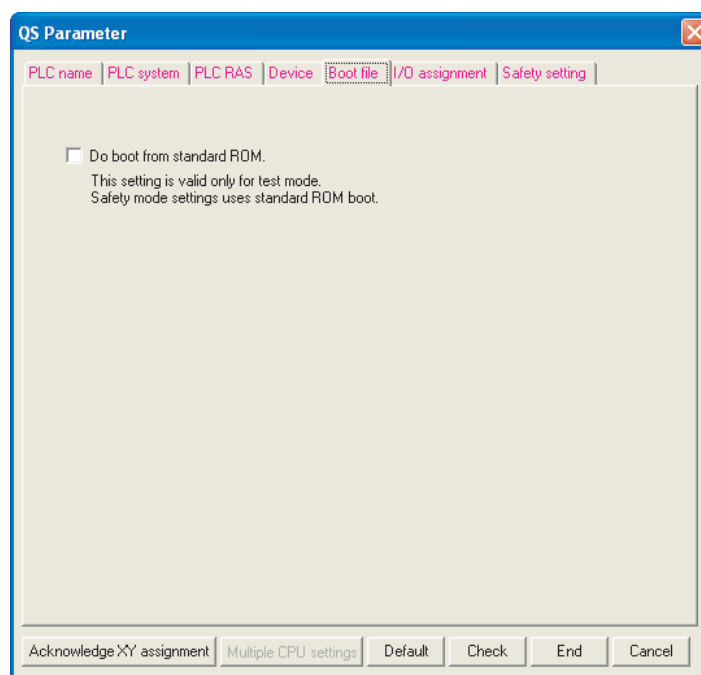 QS Parameter
PLC name PLC system PLC RAS Device Boot file I/O assignment Safety setting
Do boot from standard ROM.
This setting is valid only for test mode.
Safety mode settings uses standard ROM boot.
Acknowledge XY assignment Multiple CPU settings Default Check End Cancel